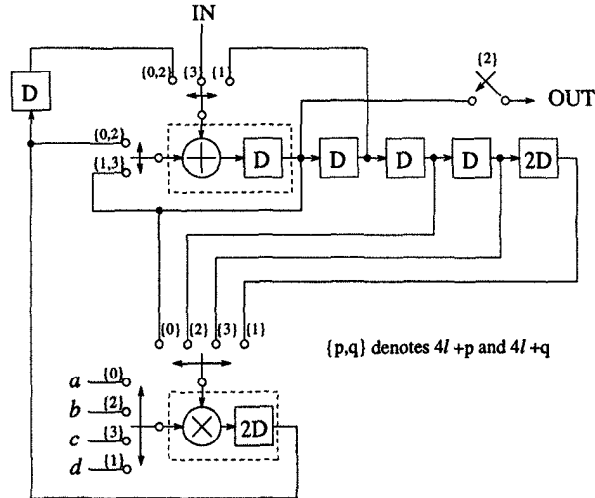 IN
{2}
{0,2} {3} {1}
D
OUT
{0,2}
{1,3}
D D D D 2D
{0} {2} {3} {1}
{p,q} denotes 4l +p and 4l +q
a {0}
b {2}
c {3}
d {1}
2D